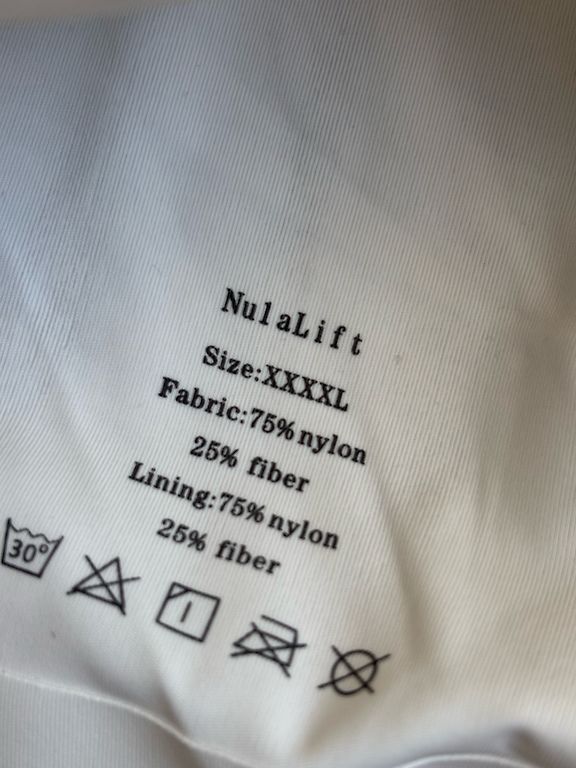 NulaLift
Size:XXXXL
Fabric:75% nylon
25% fiber
Lining:75% nylon
25% fiber
30°